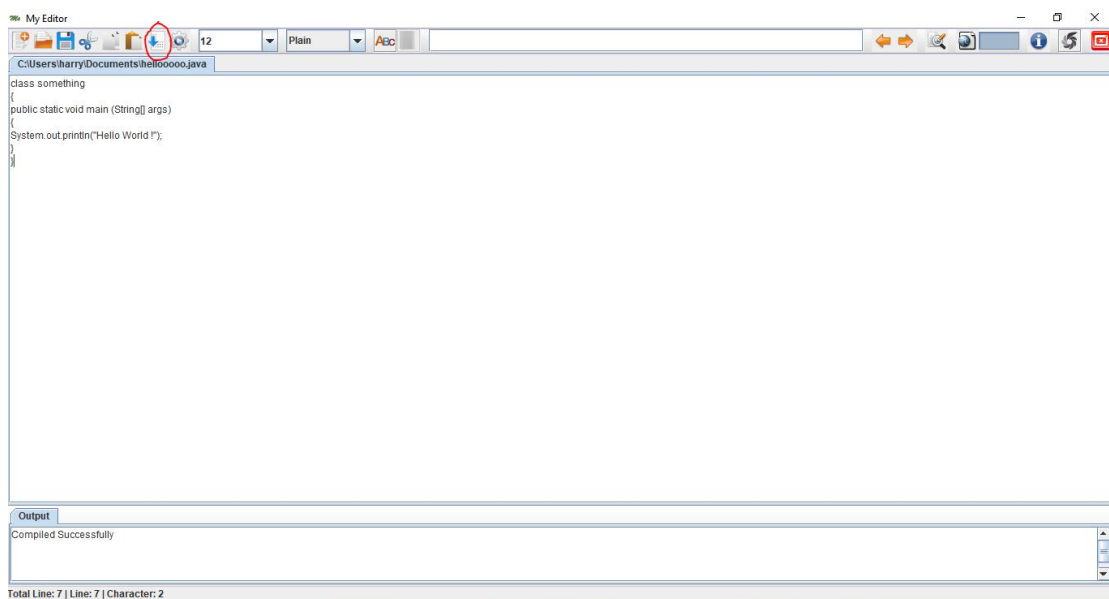 My Editor
12
Plain
ABC
C:\Users\harry\Documents\hellooooo.java
class something
{
public static void main (String[] args)
{
System.out.println("Hello World !");
}
}
Output
Compiled Successfully
Total Line: 7 | Line: 7 | Character: 2